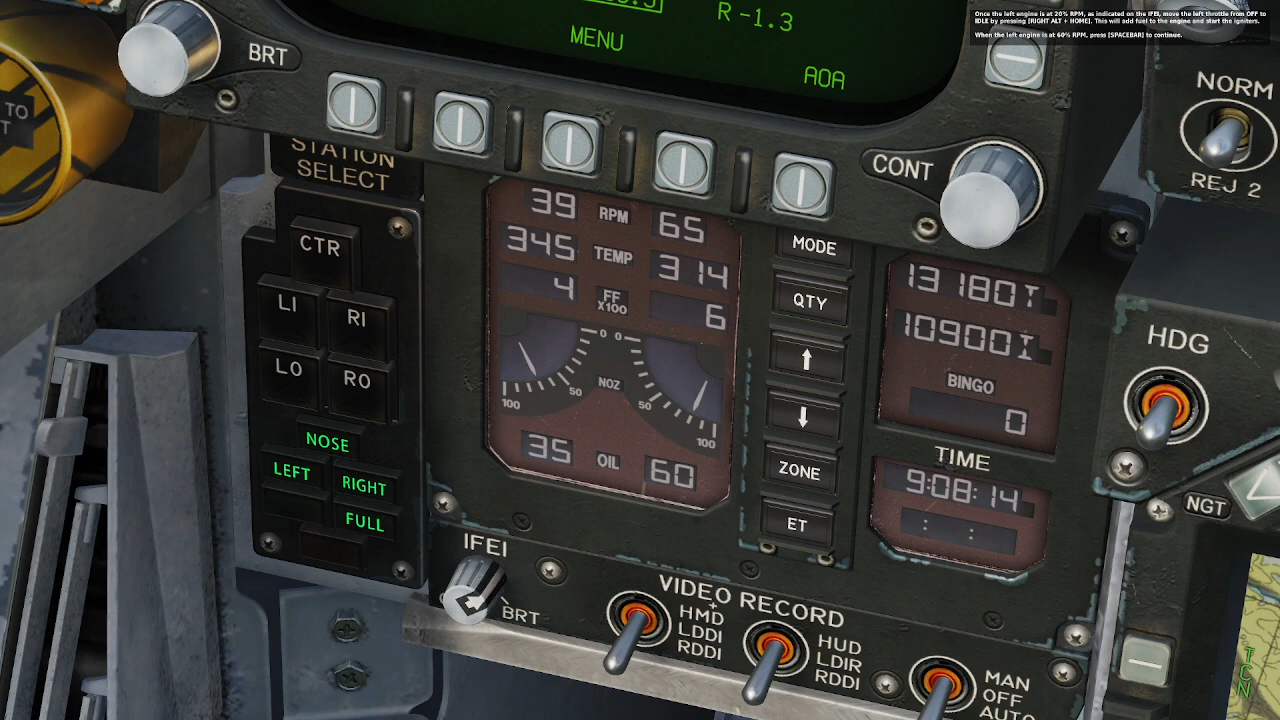 Once the left engine is at 20% RPM, as indicated on the IFEI, move the left throttle from OFF to
IDLE by pressing [RIGHT ALT + HOME]. This will add fuel to the engine and start the igniters.
When the left engine is at 60% RPM, press [SPACEBAR] to continue.
R -1.3
MENU
AOA
BRT
TO
NORM
REJ 2
CONT
STATION
SELECT
CTR
LI
RI
LO
RO
NOSE
LEFT
RIGHT
FULL
39 RPM 65
345 TEMP 314
4 FF 6
X100
0 0
50 NOZ 50
100 100
35 OIL 60
MODE
QTY
ZONE
ET
13180T
10900I
BINGO
0
TIME
9:08:14
: :
HDG
NGT
IFEI
BRT
VIDEO RECORD
HMD
LDDI
RDDI
HUD
LDIR
RDDI
MAN
OFF
AUTO
TCN